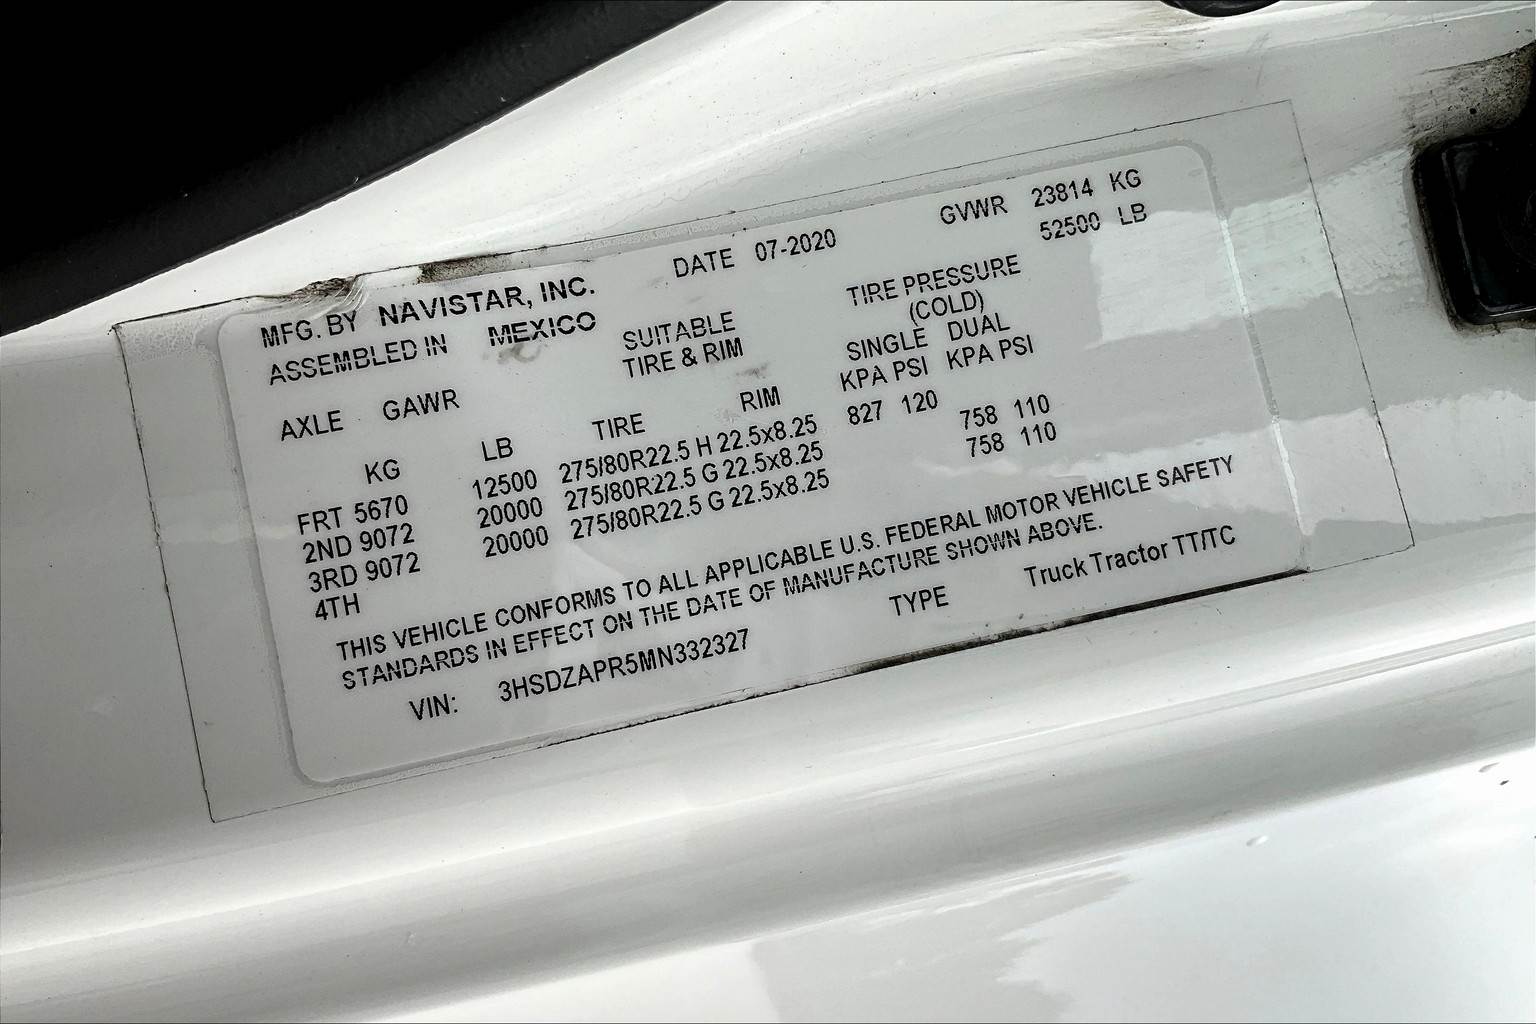 MFG. BY NAVISTAR, INC. DATE 07-2020 GVWR 23814 KG
ASSEMBLED IN MEXICO 52500 LB
SUITABLE TIRE PRESSURE
TIRE & RIM (COLD)
SINGLE DUAL
AXLE GAWR KPA PSI KPA PSI
KG LB TIRE RIM
FRT 5670 12500 275/80R22.5 H 22.5x8.25 827 120
2ND 9072 20000 275/80R22.5 G 22.5x8.25 758 110
3RD 9072 20000 275/80R22.5 G 22.5x8.25 758 110
4TH
THIS VEHICLE CONFORMS TO ALL APPLICABLE U.S. FEDERAL MOTOR VEHICLE SAFETY
STANDARDS IN EFFECT ON THE DATE OF MANUFACTURE SHOWN ABOVE.
VIN: 3HSDZAPR5MN332327 TYPE Truck Tractor TT/TC